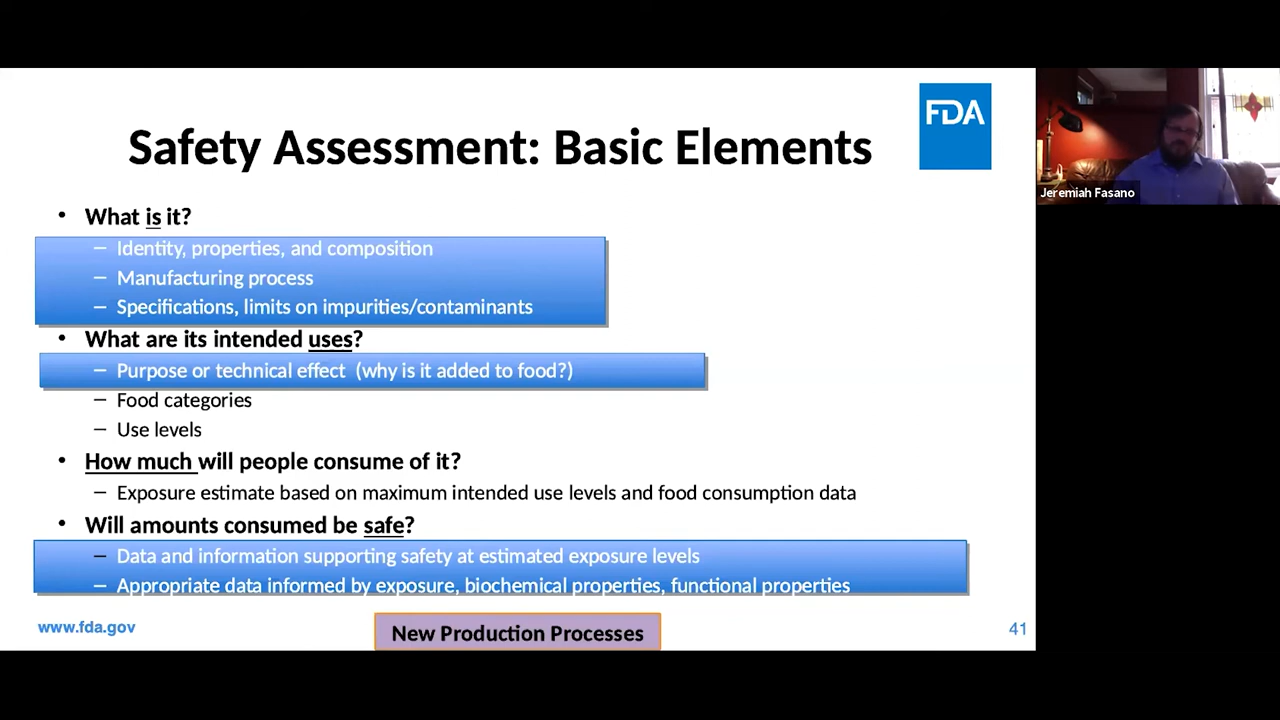 FDA
Safety Assessment: Basic Elements
Jeremiah Fasano
• What is it?
– Identity, properties, and composition
– Manufacturing process
– Specifications, limits on impurities/contaminants
• What are its intended uses?
– Purpose or technical effect (why is it added to food?)
– Food categories
– Use levels
• How much will people consume of it?
– Exposure estimate based on maximum intended use levels and food consumption data
• Will amounts consumed be safe?
– Data and information supporting safety at estimated exposure levels
– Appropriate data informed by exposure, biochemical properties, functional properties
www.fda.gov
New Production Processes
41